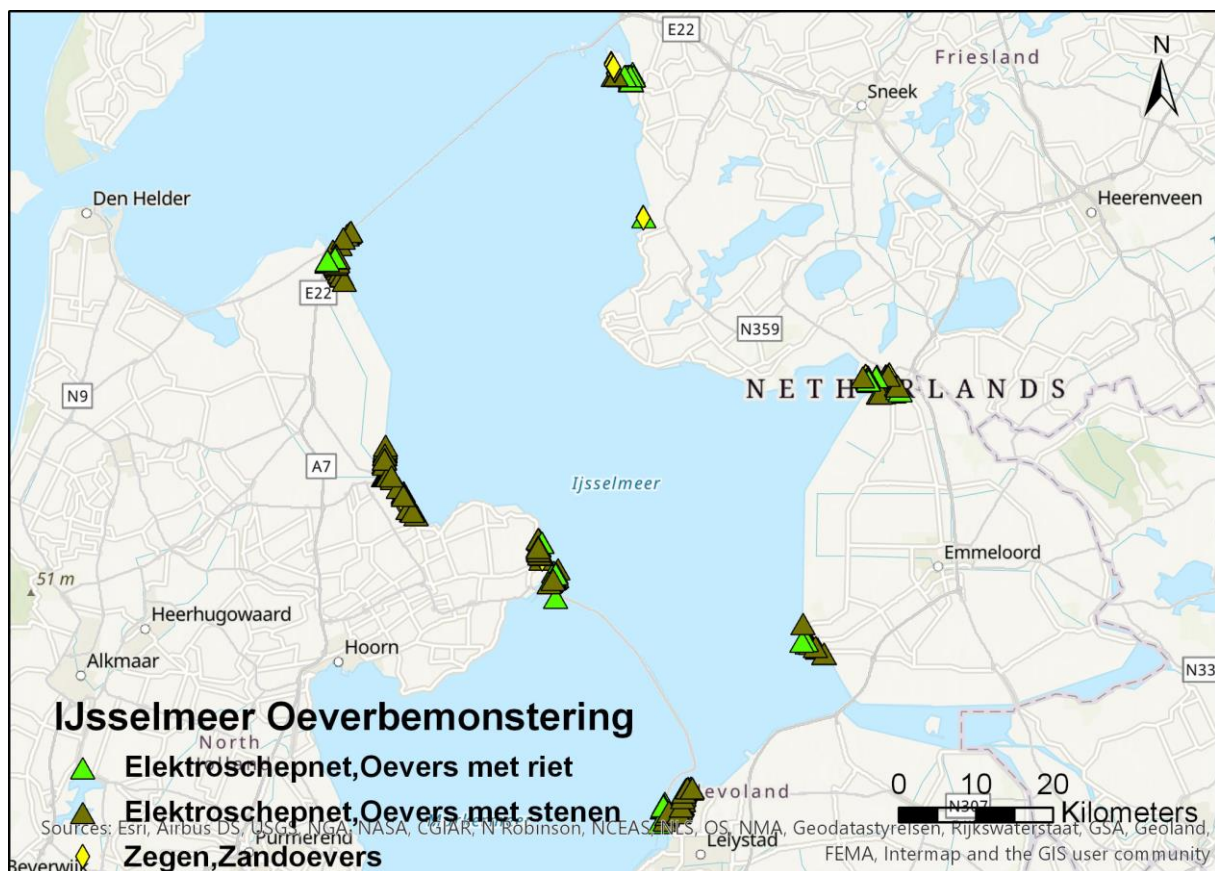 E22
Friesland
N
Sneek
Den Helder
Heerenveen
E22
N359
NETHERLANDS
N9
A7
Ijsselmeer
Emmeloord
51 m
Heerhugowaard
Hoorn
Alkmaar
N33
IJsselmeer Oeverbemonstering
North
Elektroschepnet,Oevers met riet
0 10 20
Kilometers
N307
Elektroschepnet,Oevers met stenen
Sources: Esri, Airbus DS, USGS, NGA, NASA, CGIAR, N Robinson, NCEAS, NLS, OS, NMA, Geodatastyrelsen, Rijkswaterstaat, GSA, Geoland,
FEMA, Intermap and the GIS user community
Purmerend
Lelystad
Zegen,Zandoevers
Beverwijk